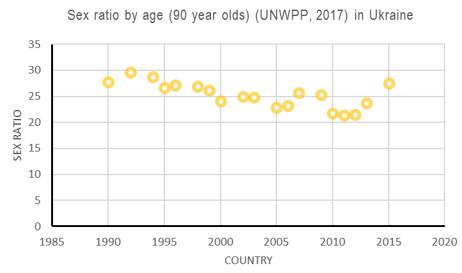 Sex ratio by age (90 year olds) (UNWPP, 2017) in Ukraine
35
30
25
20
15
10
5
0
SEX RATIO
1985 1990 1995 2000 2005 2010 2015 2020
COUNTRY